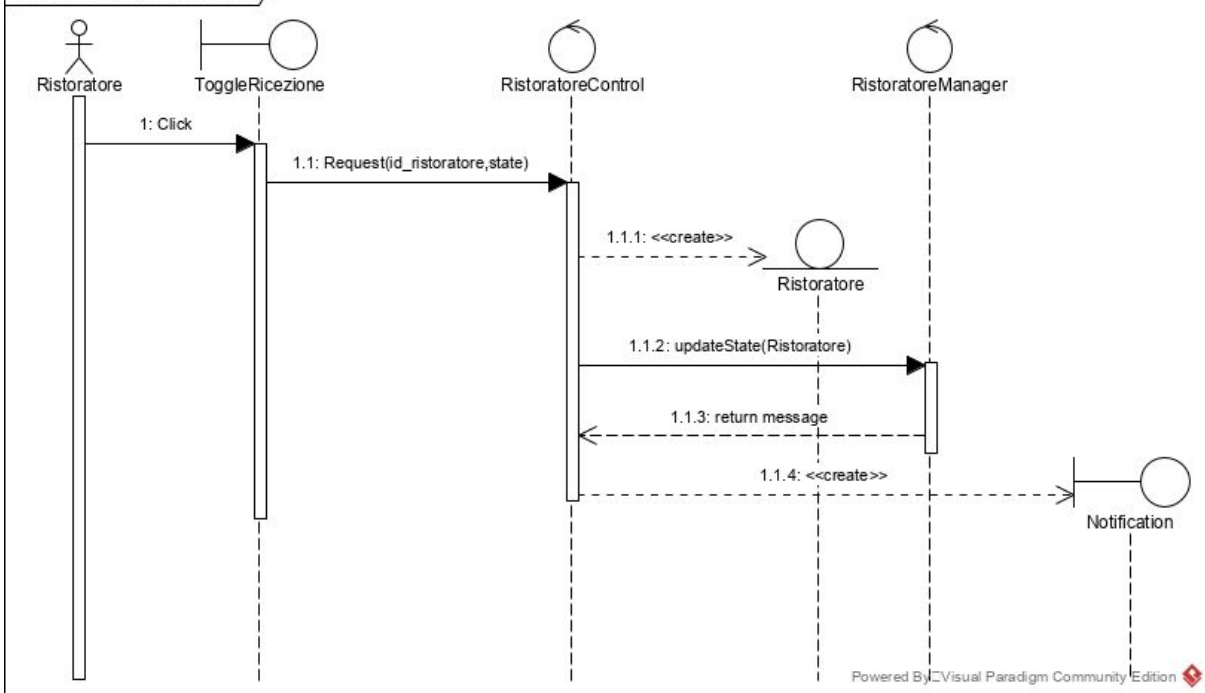 Ristoratore
ToggleRicezione
RistoratoreControl
RistoratoreManager
1: Click
1.1: Request(id_ristoratore,state)
1.1.1: <<create>>
Ristoratore
1.1.2: updateState(Ristoratore)
1.1.3: return message
1.1.4: <<create>>
Notification
Powered By Visual Paradigm Community Edition